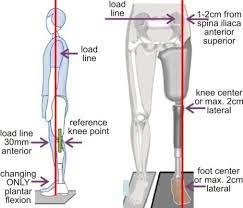 load
line
load
line
1-2cm from
spina iliaca
anterior
superior
knee center
or max. 2cm
lateral
load line
30mm
anterior
reference
knee point
foot center
or max. 2cm
lateral
changing
ONLY
plantar
flexion